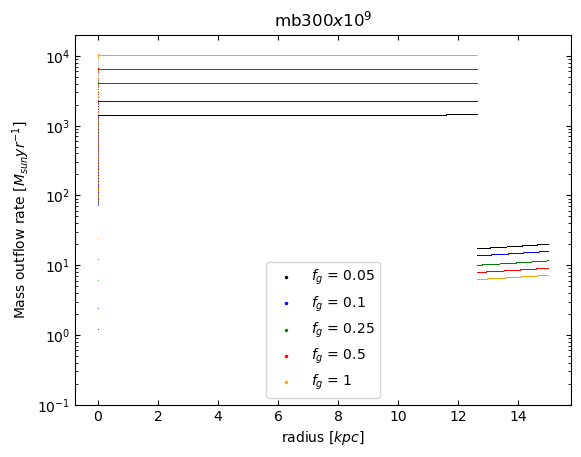 mb300x10^9
Mass outflow rate [M_{sun}yr^{-1}]
10^4
10^3
10^2
10^1
10^0
10^{-1}
f_g = 0.05
f_g = 0.1
f_g = 0.25
f_g = 0.5
f_g = 1
0 2 4 6 8 10 12 14
radius [kpc]